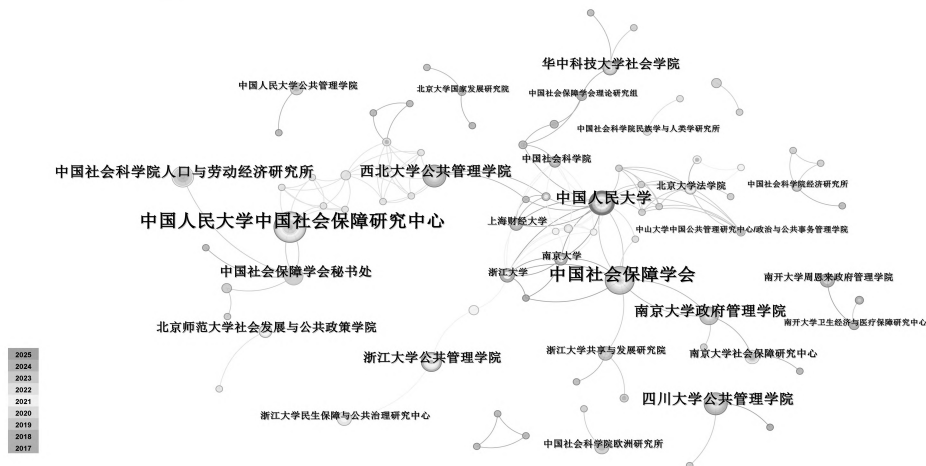 华中科技大学社会学院
中国人民大学公共管理学院
北京大学国家发展研究院
中国社会保障学会理论研究组
中国社会科学院民族学与人类学研究所
中国社会科学院
中国社会科学院人口与劳动经济研究所
西北大学公共管理学院
北京大学法学院
中国社会科学院经济研究所
中国人民大学
中国人民大学中国社会保障研究中心
上海财经大学
中山大学中国公共管理研究中心/政治与公共事务管理学院
南京大学
中国社会保障学会秘书处
浙江大学
中国社会保障学会
南开大学周恩来政府管理学院
南京大学政府管理学院
南开大学卫生经济与医疗保障研究中心
北京师范大学社会发展与公共政策学院
浙江大学公共管理学院
浙江大学共享与发展研究院
南京大学社会保障研究中心
四川大学公共管理学院
浙江大学民生保障与公共治理研究中心
中国社会科学院欧洲研究所
2025
2024
2023
2022
2021
2020
2019
2018
2017